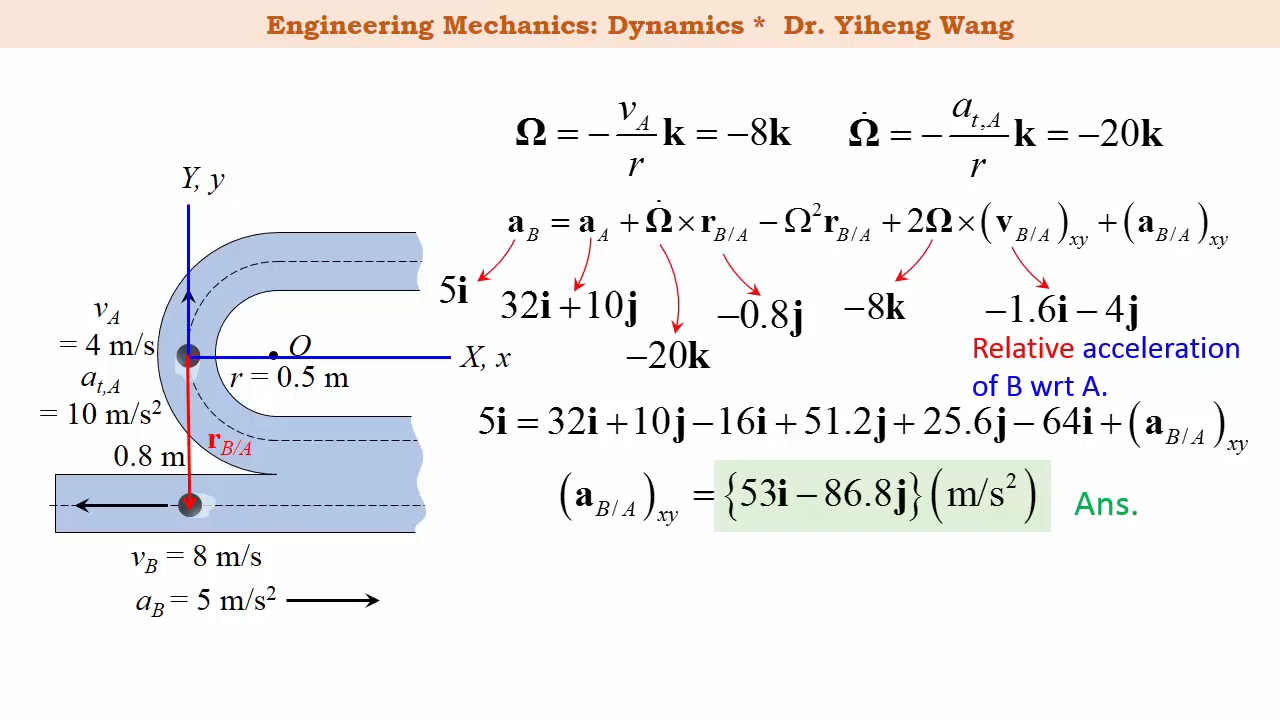 Engineering Mechanics: Dynamics * Dr. Yiheng Wang
Ω = −v_A/r k = −8k
Ω̇ = −a_{t,A}/r k = −20k
a_B = a_A + Ω̇ × r_{B/A} − Ω² r_{B/A} + 2Ω × (v_{B/A})_{xy} + (a_{B/A})_{xy}
5i
32i + 10j
−20k
−0.8j
−8k
−1.6i − 4j
Relative acceleration
of B wrt A.
5i = 32i + 10j − 16i + 51.2j + 25.6j − 64i + (a_{B/A})_{xy}
(a_{B/A})_{xy} = {53i − 86.8j}(m/s²)
Ans.
Y, y
v_A
= 4 m/s
a_{t,A}
= 10 m/s²
O
X, x
r = 0.5 m
r_{B/A}
0.8 m
v_B = 8 m/s
a_B = 5 m/s²